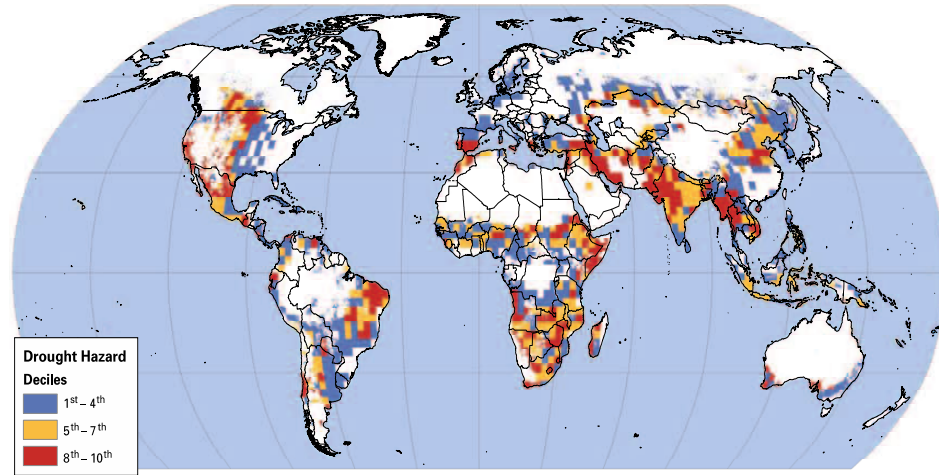 Drought Hazard
Deciles
1st – 4th
5th – 7th
8th – 10th